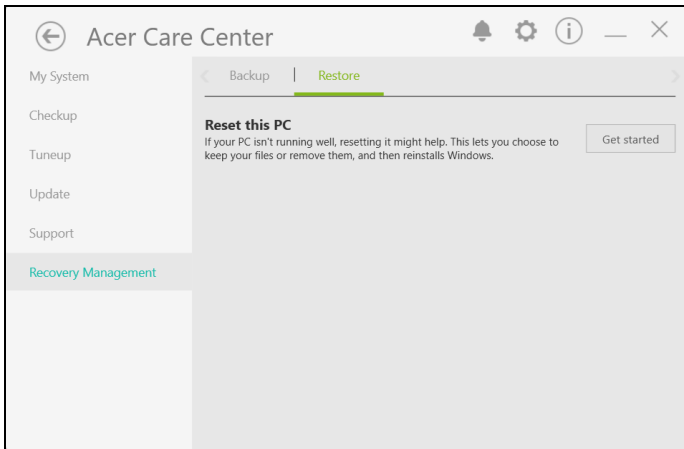 Acer Care Center
My System
Checkup
Tuneup
Update
Support
Recovery Management
Backup | Restore
Reset this PC
If your PC isn't running well, resetting it might help. This lets you choose to
keep your files or remove them, and then reinstalls Windows.
Get started